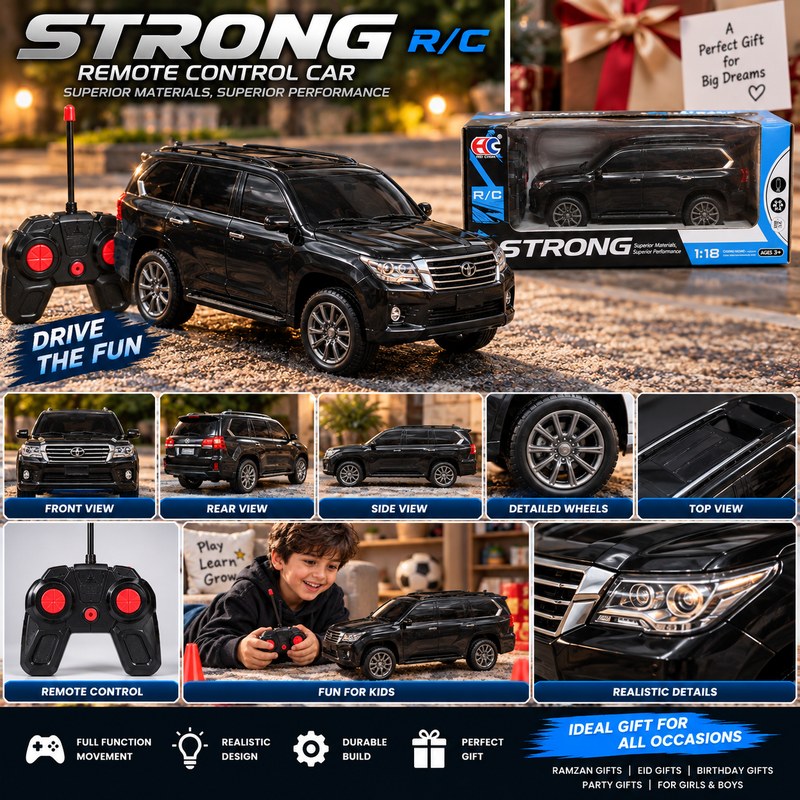 STRONG R/C
REMOTE CONTROL CAR
SUPERIOR MATERIALS, SUPERIOR PERFORMANCE
A
Perfect Gift
for
Big Dreams
HC
R/C
STRONG
Superior Materials,
Superior Performance
1:18
AGES 3+
DRIVE
THE FUN
FRONT VIEW
REAR VIEW
SIDE VIEW
DETAILED WHEELS
TOP VIEW
Play
Learn
Grow
REMOTE CONTROL
FUN FOR KIDS
REALISTIC DETAILS
FULL FUNCTION
MOVEMENT
REALISTIC
DESIGN
DURABLE
BUILD
PERFECT
GIFT
IDEAL GIFT FOR
ALL OCCASIONS
RAMZAN GIFTS | EID GIFTS | BIRTHDAY GIFTS
PARTY GIFTS | FOR GIRLS & BOYS